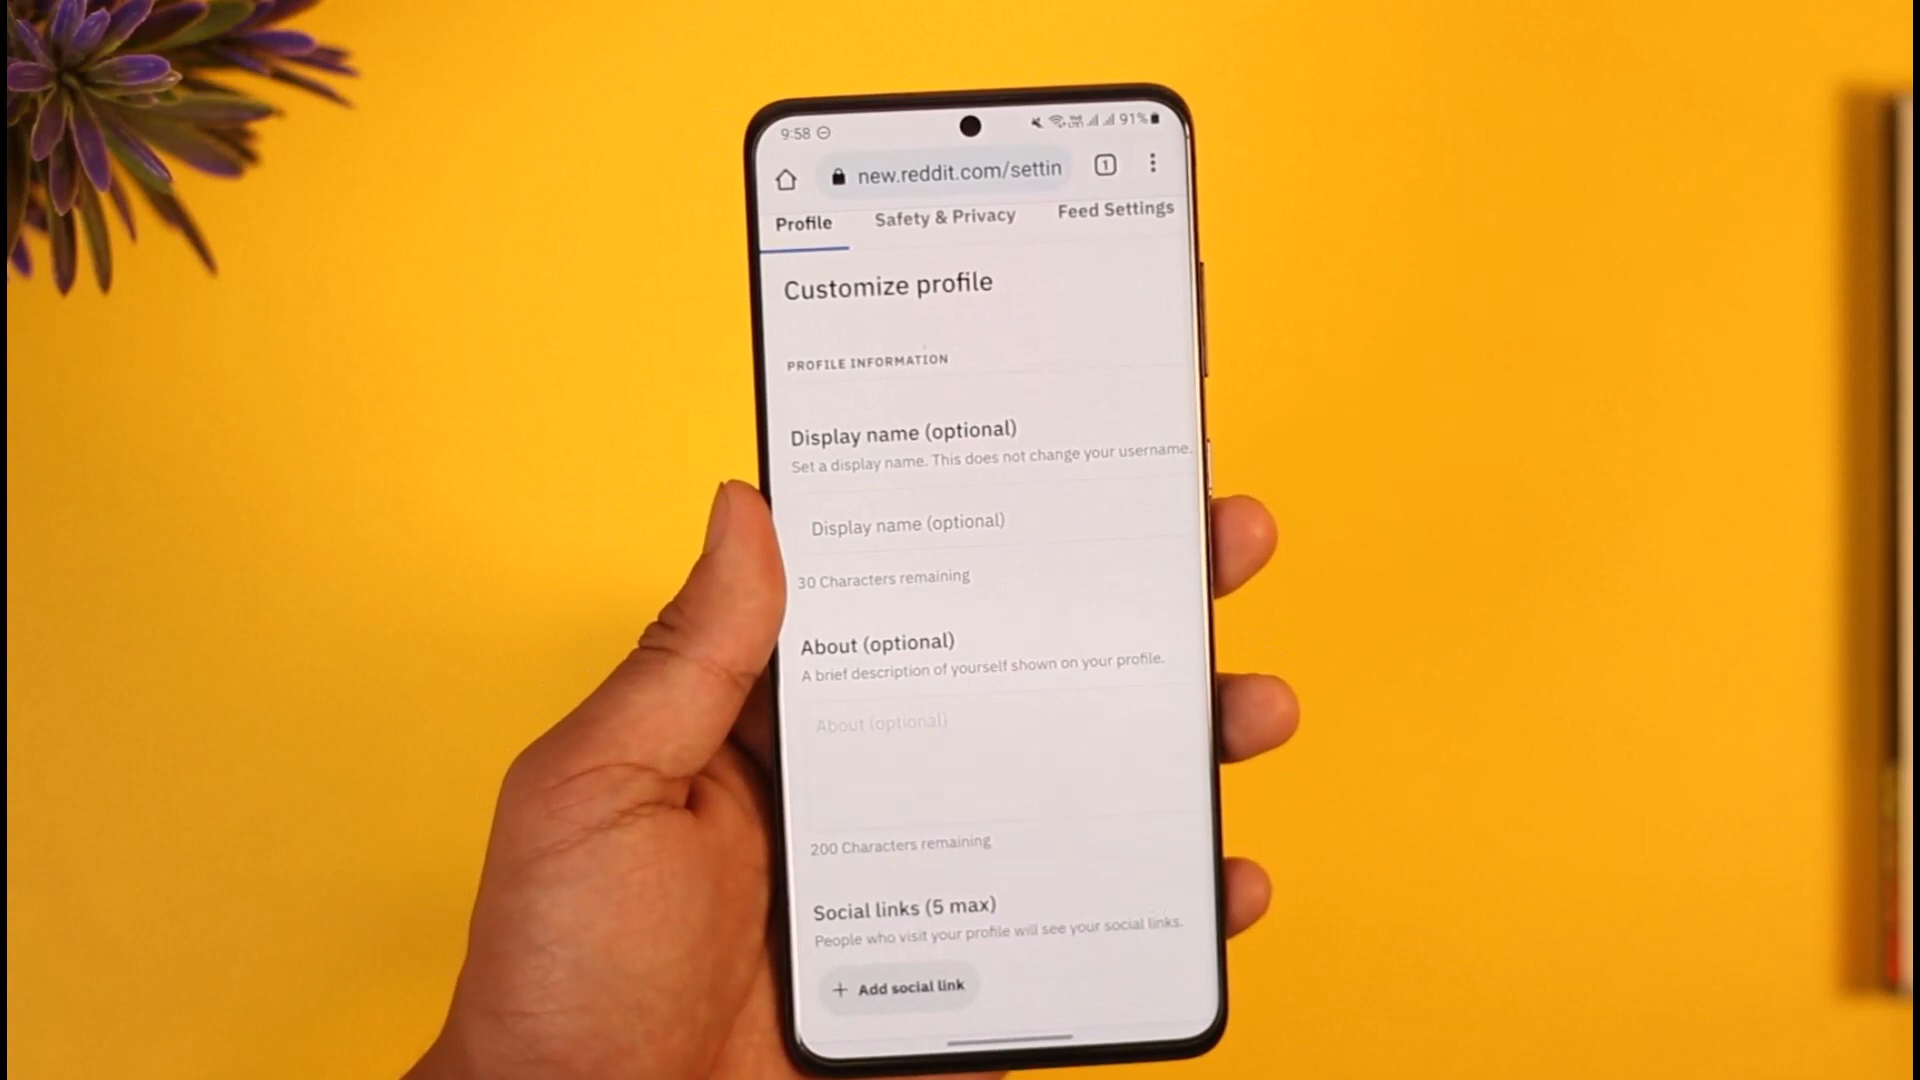 9:58 91%
new.reddit.com/settin 1
Profile Safety & Privacy Feed Settings
Customize profile
PROFILE INFORMATION
Display name (optional)
Set a display name. This does not change your username.
Display name (optional)
30 Characters remaining
About (optional)
A brief description of yourself shown on your profile.
About (optional)
200 Characters remaining
Social links (5 max)
People who visit your profile will see your social links.
+ Add social link